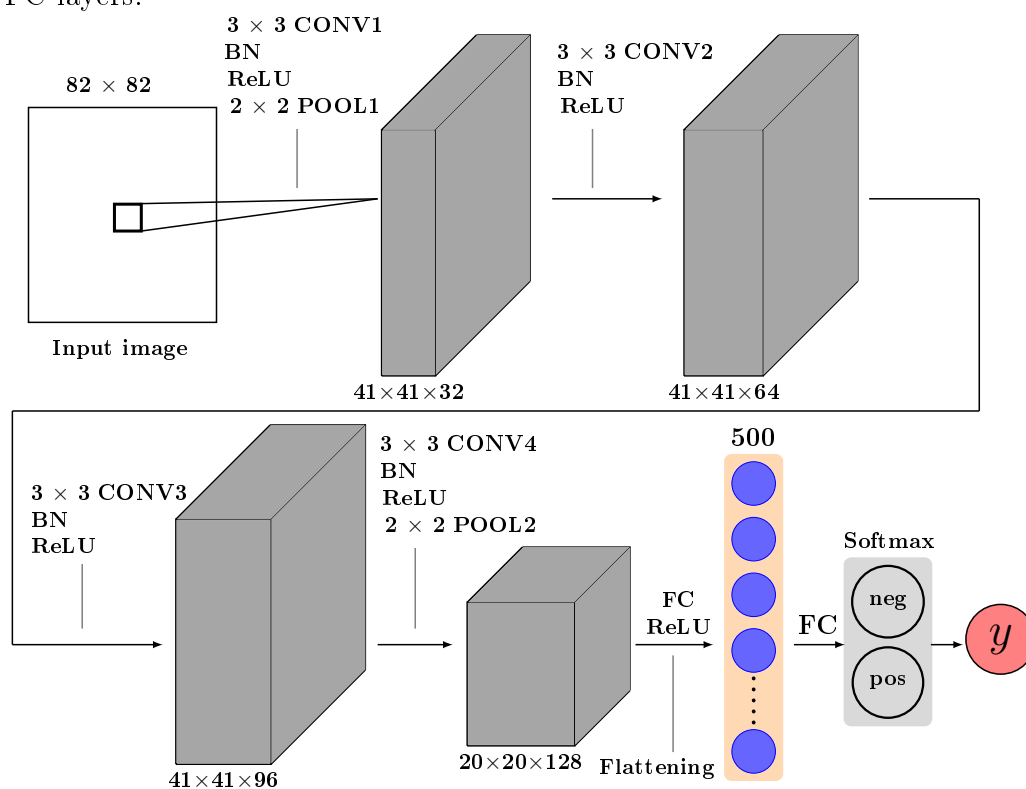 FC layers.
3 × 3 CONV1
BN
ReLU
2 × 2 POOL1
82 × 82
Input image
41×41×32
3 × 3 CONV2
BN
ReLU
41×41×64
3 × 3 CONV3
BN
ReLU
41×41×96
3 × 3 CONV4
BN
ReLU
2 × 2 POOL2
20×20×128
FC
ReLU
Flattening
500
FC
Softmax
neg
pos
y